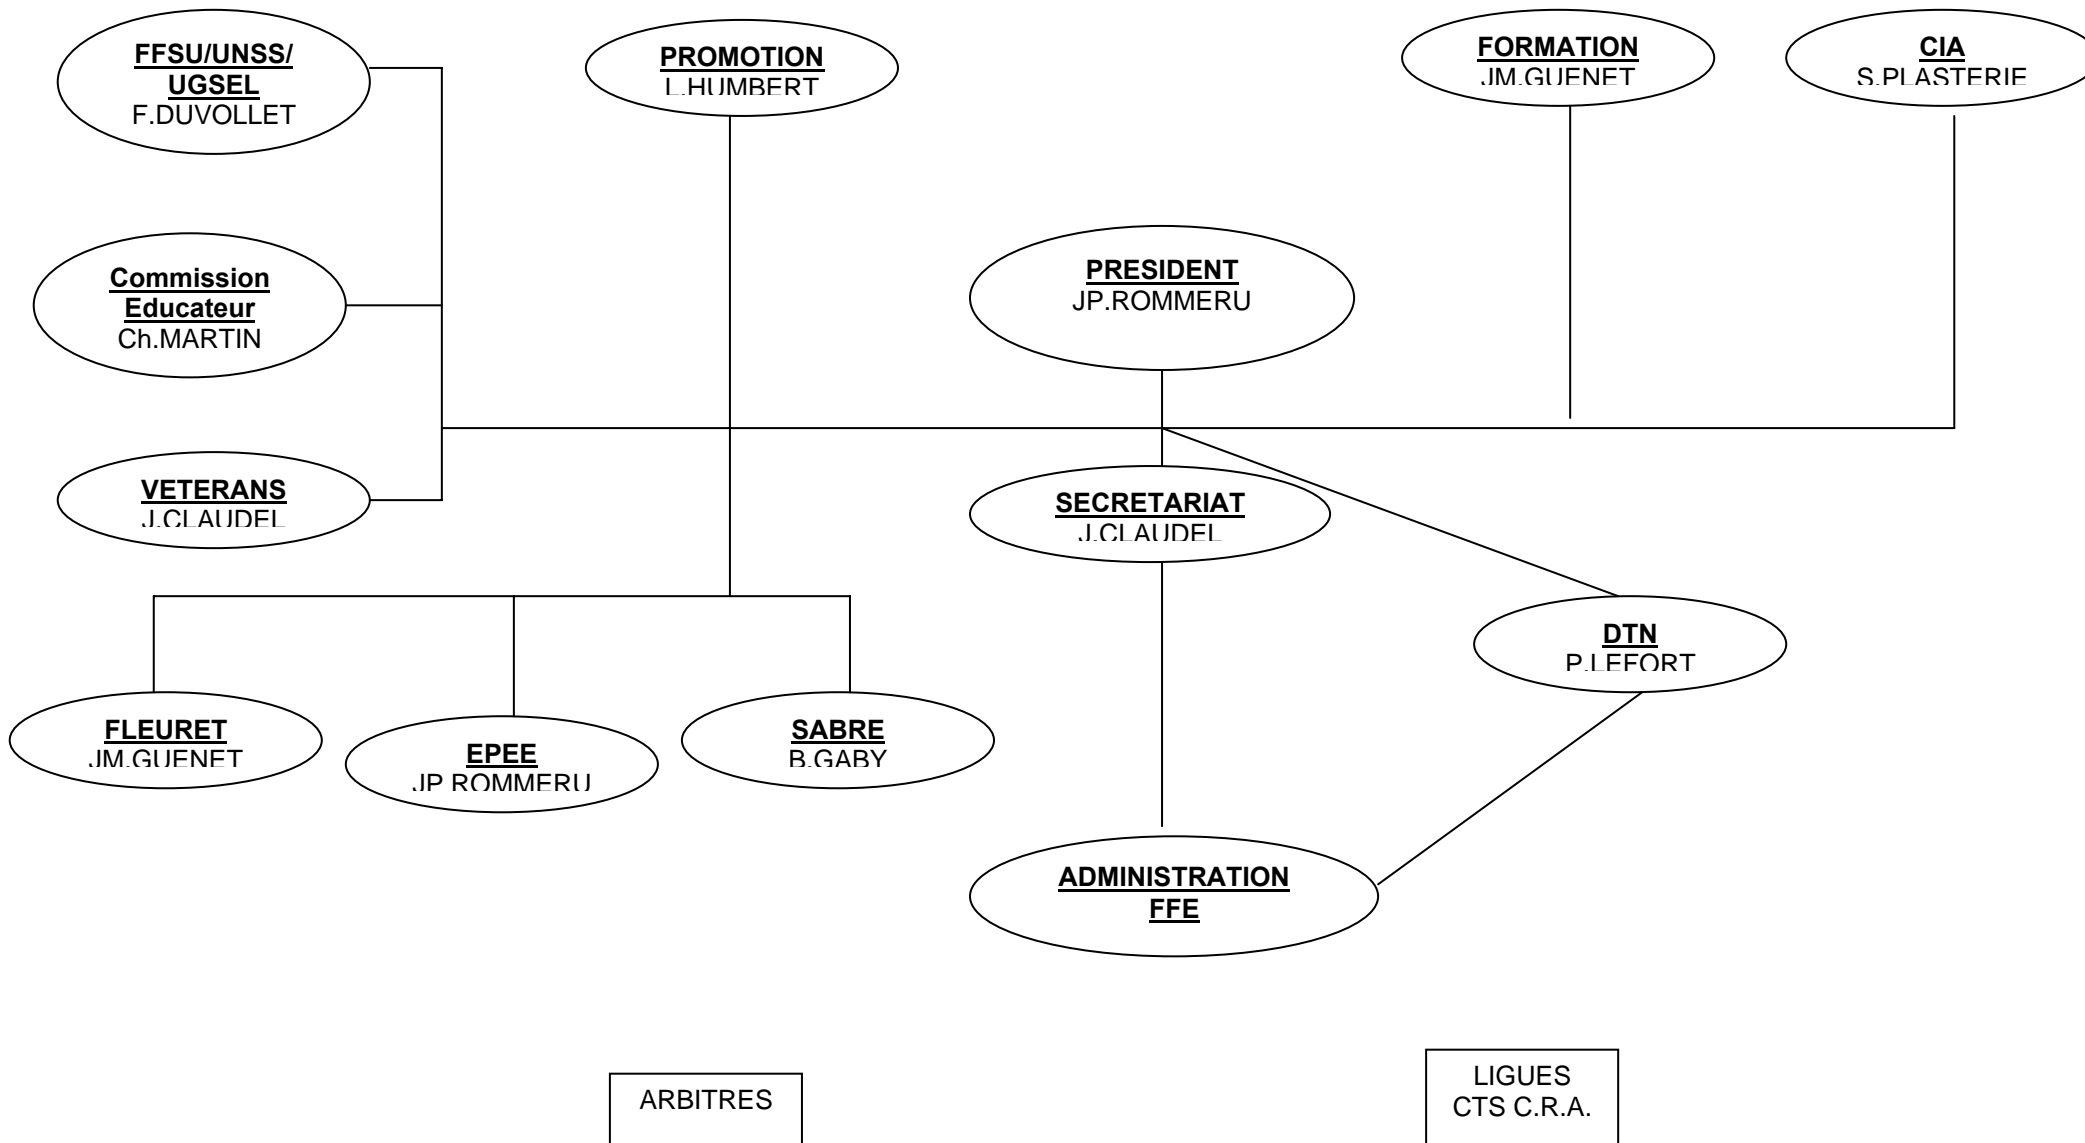 FFSU/UNSS/
UGSEL
F.DUVOLLET
PROMOTION
L.HUMBERT
FORMATION
JM.GUENET
CIA
S.PLASTERIE
Commission
Educateur
Ch.MARTIN
PRESIDENT
JP.ROMMERU
VETERANS
J.CLAUDEL
SECRETARIAT
J.CLAUDEL
DTN
P.LEFORT
FLEURET
JM.GUENET
EPEE
JP ROMMERU
SABRE
B.GABY
ADMINISTRATION
FFE
ARBITRES
LIGUES
CTS C.R.A.